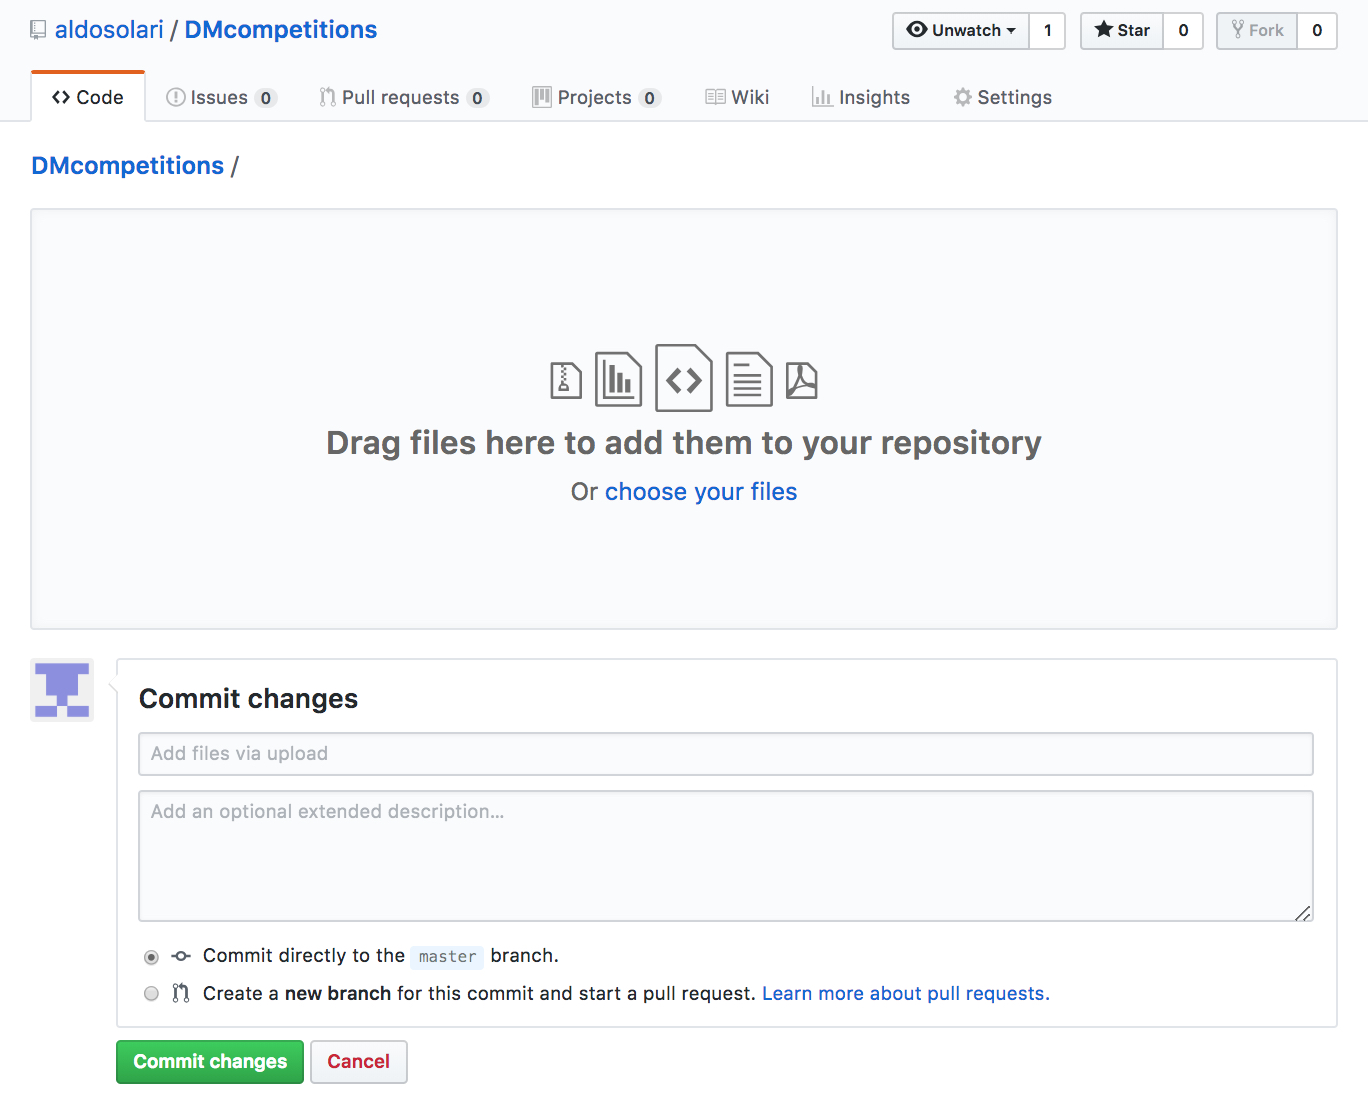 aldosolari / DMcompetitions
Unwatch 1 Star 0 Fork 0
Code Issues 0 Pull requests 0 Projects 0 Wiki Insights Settings
DMcompetitions /
Drag files here to add them to your repository
Or choose your files
Commit changes
Add files via upload
Add an optional extended description...
Commit directly to the master branch.
Create a new branch for this commit and start a pull request. Learn more about pull requests.
Commit changes Cancel